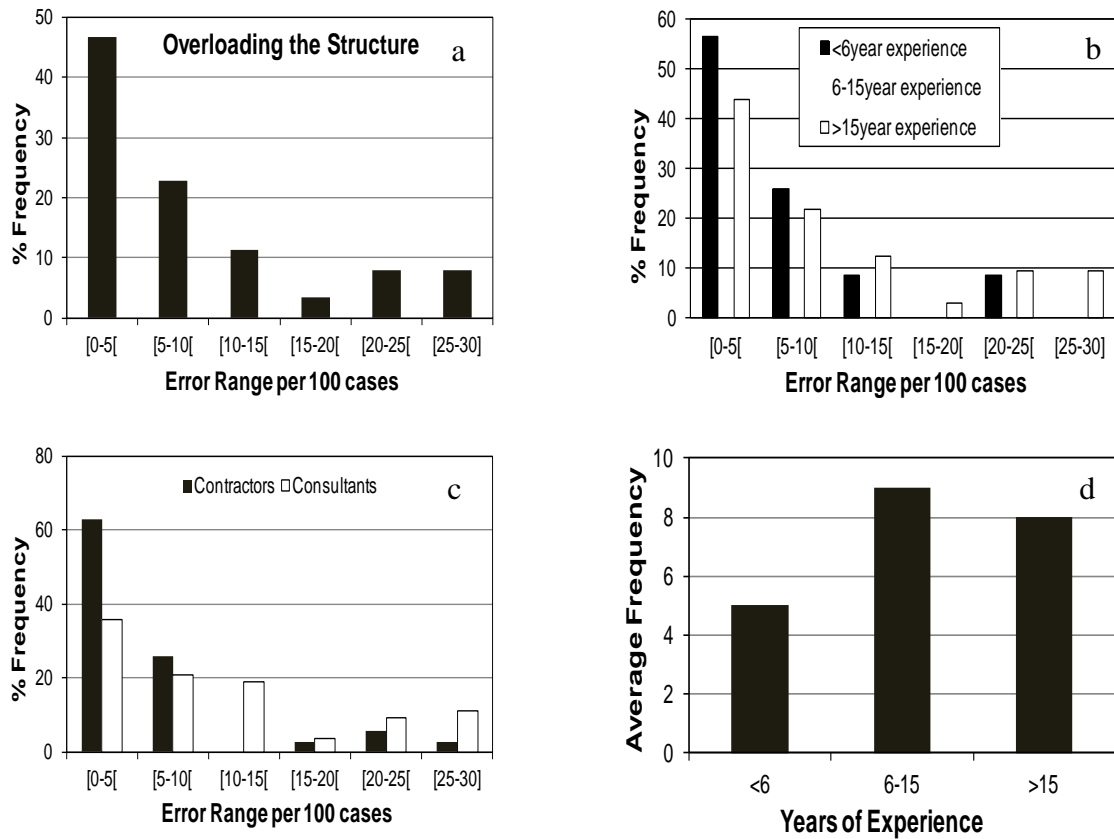 Overloading the Structure
a
50
40
30
20
10
0
% Frequency
[0-5[ [5-10[ [10-15[ [15-20[ [20-25[ [25-30]
Error Range per 100 cases
b
<6year experience
6-15year experience
>15year experience
60
50
40
30
20
10
0
% Frequency
[0-5[ [5-10[ [10-15[ [15-20[ [20-25[ [25-30]
Error Range per 100 cases
c
Contractors Consultants
80
60
40
20
0
% Frequency
[0-5[ [5-10[ [10-15[ [15-20[ [20-25[ [25-30]
Error Range per 100 cases
d
10
8
6
4
2
0
Average Frequency
<6 6-15 >15
Years of Experience